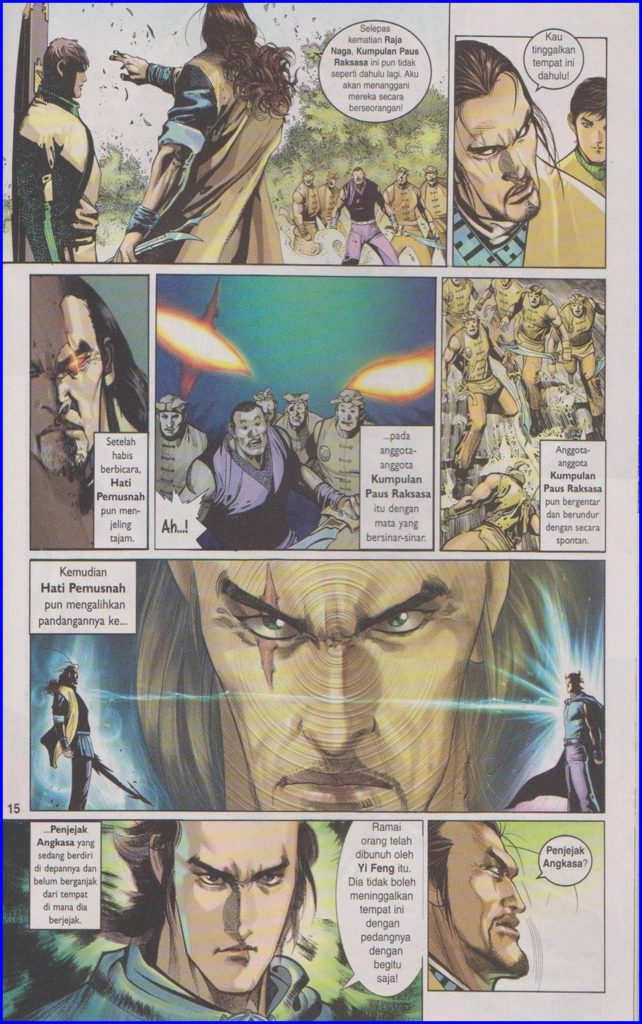 Selepas
kematian Raja
Naga, Kumpulan Paus
Raksasa ini pun tidak
seperti dahulu lagi. Aku
akan menanggani
mereka secara
berseorangan!
Kau
tinggalkan
tempat ini
dahulu!
Setelah
habis
berbicara,
Hati
Pemusnah
pun men-
jeling
tajam.
Ah...!
...pada
anggota-
anggota
Kumpulan
Paus Raksasa
itu dengan
mata yang
bersinar-sinar.
Anggota-
anggota
Kumpulan
Paus Raksasa
pun bergentar
dan berundur
dengan secara
spontan.
Kemudian
Hati Pemusnah
pun mengalihkan
pandangannya ke...
15
...Penjejak
Angkasa yang
sedang berdiri
di depannya dan
belum berganjak
dari tempat
di mana dia
berjejak.
Ramai
orang telah
dibunuh oleh
Yi Feng itu.
Dia tidak boleh
meninggalkan
tempat ini
dengan
pedangnya
dengan
begitu
saja!
Penjejak
Angkasa?